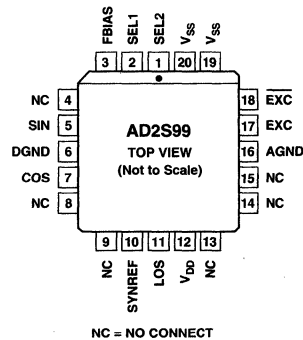 FBIAS SEL1 SEL2 VSS VSS
3 2 1 20 19
NC 4 18 EXC
SIN 5 17 EXC
DGND 6 16 AGND
COS 7 15 NC
NC 8 14 NC
AD2S99
TOP VIEW
(Not to Scale)
9 10 11 12 13
NC SYNREF LOS VDD NC
NC = NO CONNECT